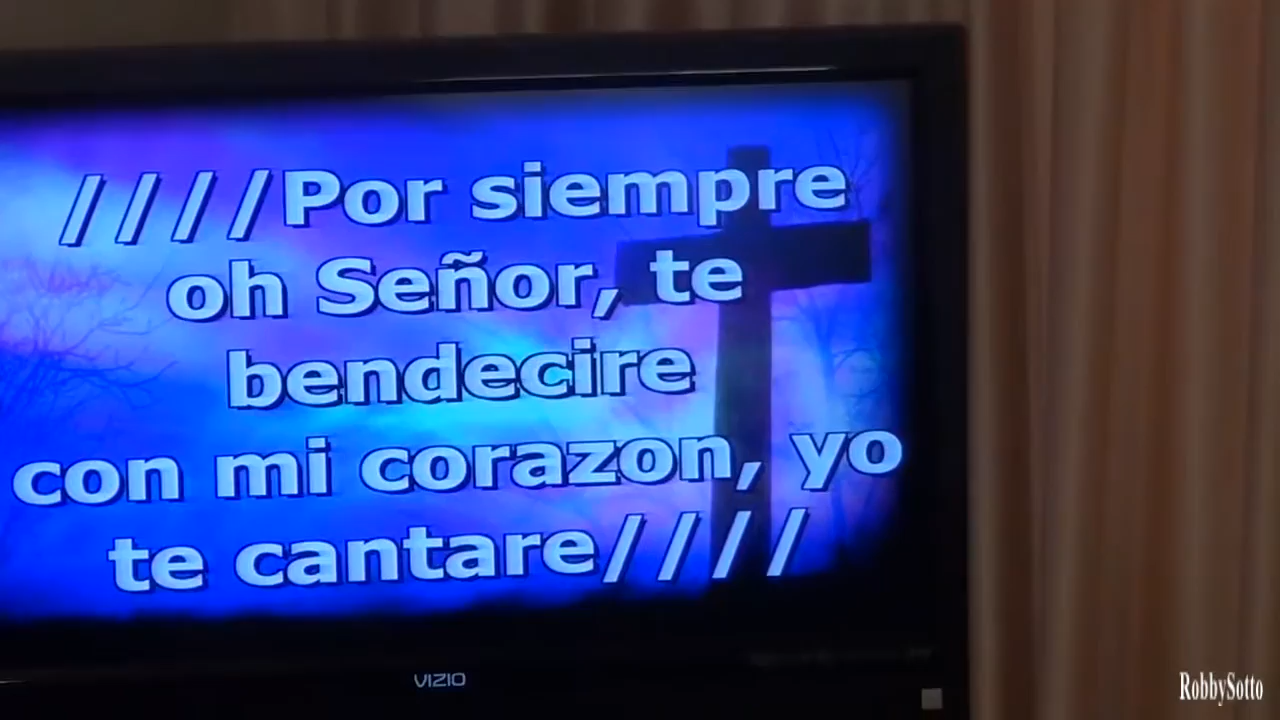 ////Por siempre
oh Señor, te
bendecire
con mi corazon, yo
te cantare////
VIZIO
RobbySotto